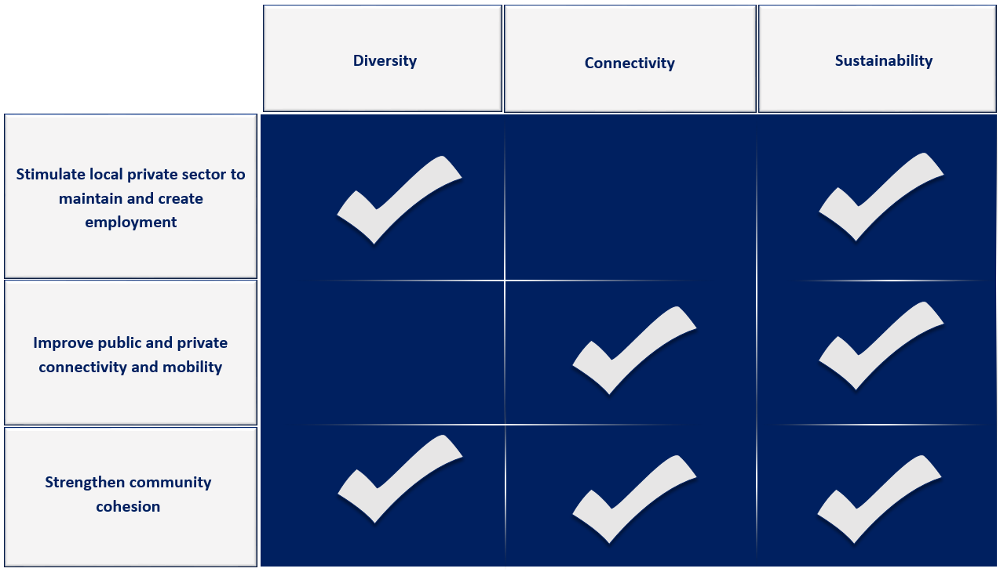 Diversity
Connectivity
Sustainability
Stimulate local private sector to
maintain and create
employment
Improve public and private
connectivity and mobility
Strengthen community
cohesion